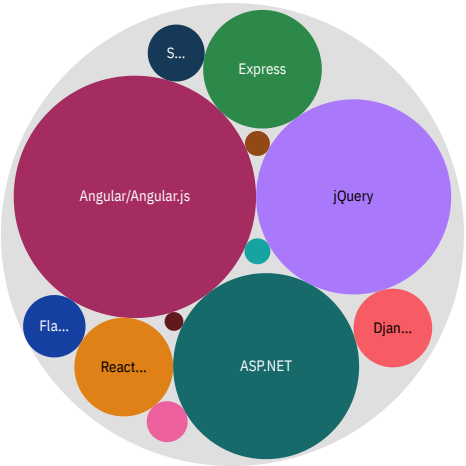 S...
Express
Angular/Angular.js
jQuery
Fla...
Djan...
React...
ASP.NET